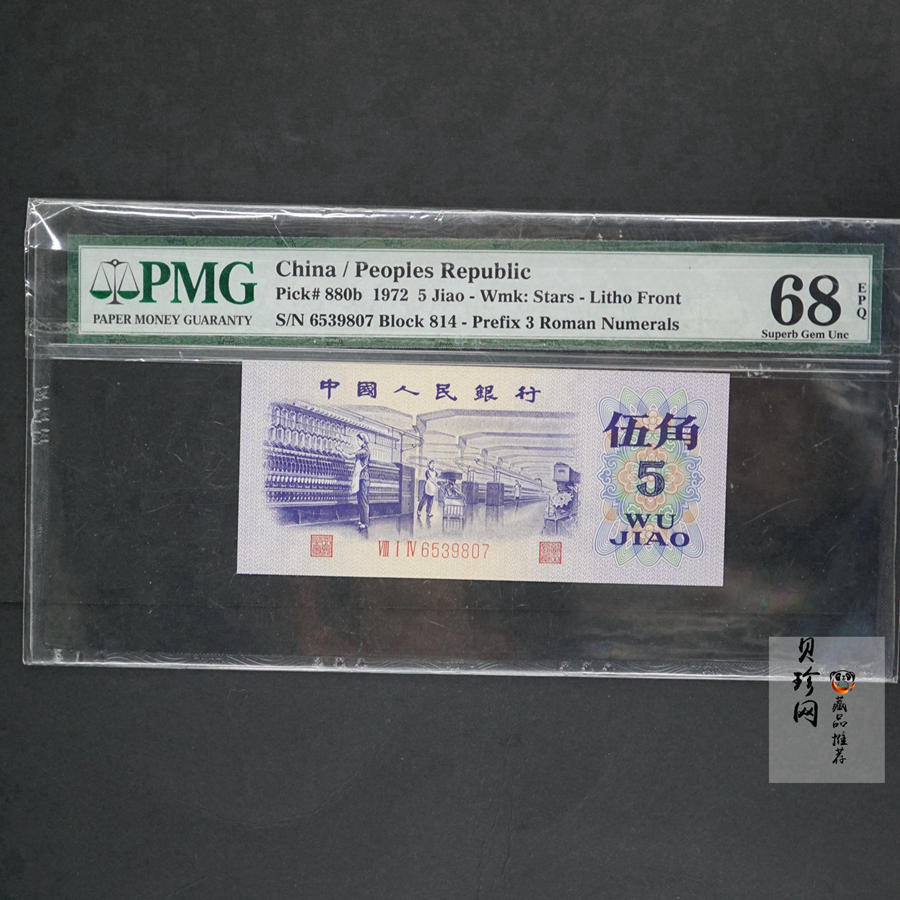 PMG
PAPER MONEY GUARANTY
China / Peoples Republic
Pick# 880b 1972 5 Jiao - Wmk: Stars - Litho Front
S/N 6539807 Block 814 - Prefix 3 Roman Numerals
68
EPQ
Superb Gem Unc
中國人民銀行
伍角
5
WU
JIAO
VIII I IV 6539807
贝珍网
藏品推荐